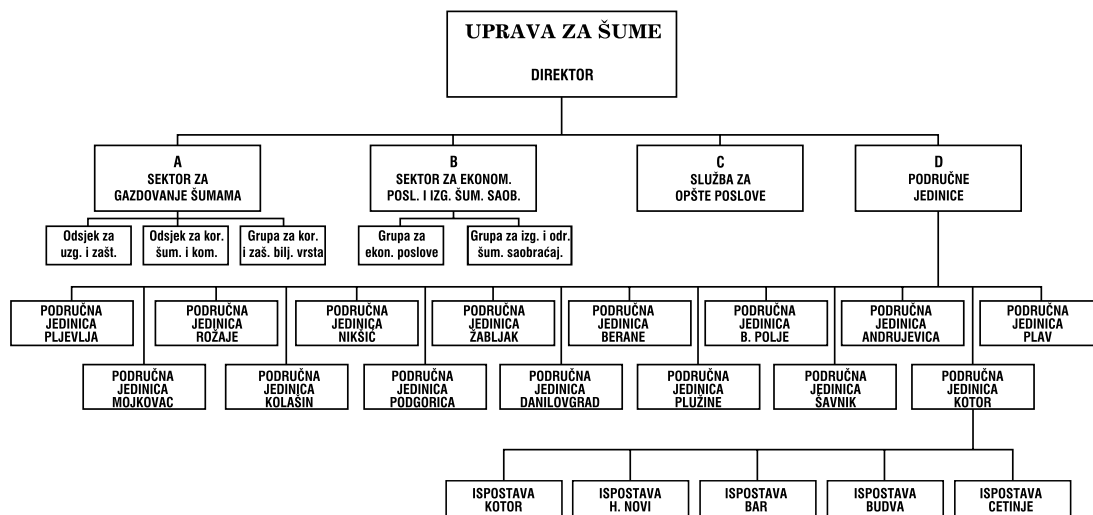 UPRAVA ZA ŠUME
DIREKTOR
A
SEKTOR ZA
GAZDOVANJE ŠUMAMA
B
SEKTOR ZA EKONOM.
POSL. I IZG. ŠUM. SAOB.
C
SLUŽBA ZA
OPŠTE POSLOVE
D
PODRUČNE
JEDINICE
Odsjek za
uzg. i zašt.
Odsjek za kor.
šum. i kom.
Grupa za kor.
i zaš. bilj. vrsta
Grupa za
ekon. poslove
Grupa za izg. i odr.
šum. saobraćaj.
PODRUČNA
JEDINICA
PLJEVLJA
PODRUČNA
JEDINICA
ROŽAJE
PODRUČNA
JEDINICA
NIKŠIĆ
PODRUČNA
JEDINICA
ŽABLJAK
PODRUČNA
JEDINICA
BERANE
PODRUČNA
JEDINICA
B. POLJE
PODRUČNA
JEDINICA
ANDRUJEVICA
PODRUČNA
JEDINICA
PLAV
PODRUČNA
JEDINICA
MOJKOVAC
PODRUČNA
JEDINICA
KOLAŠIN
PODRUČNA
JEDINICA
PODGORICA
PODRUČNA
JEDINICA
DANILOVGRAD
PODRUČNA
JEDINICA
PLUŽINE
PODRUČNA
JEDINICA
ŠAVNIK
PODRUČNA
JEDINICA
KOTOR
ISPOSTAVA
KOTOR
ISPOSTAVA
H. NOVI
ISPOSTAVA
BAR
ISPOSTAVA
BUDVA
ISPOSTAVA
CETINJE